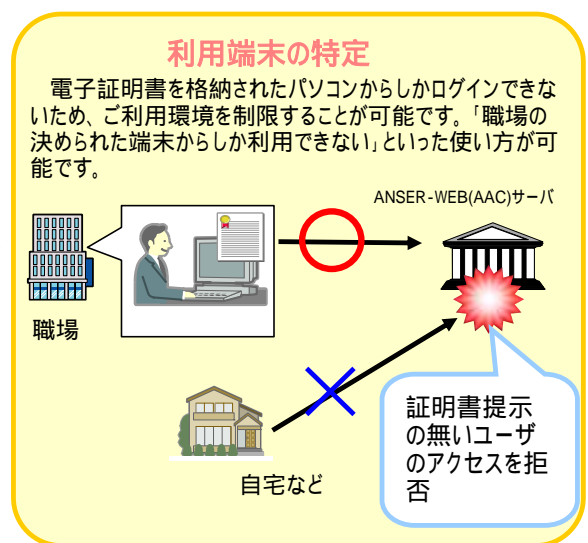 利用端末の特定
電子証明書を格納されたパソコンからしかログインできな
いため、ご利用環境を制限することが可能です。「職場の
決められた端末からしか利用できない」といった使い方が可
能です。
ANSER-WEB(AAC)サーバ
職場
自宅など
証明書提示
の無いユーザ
のアクセスを拒
否